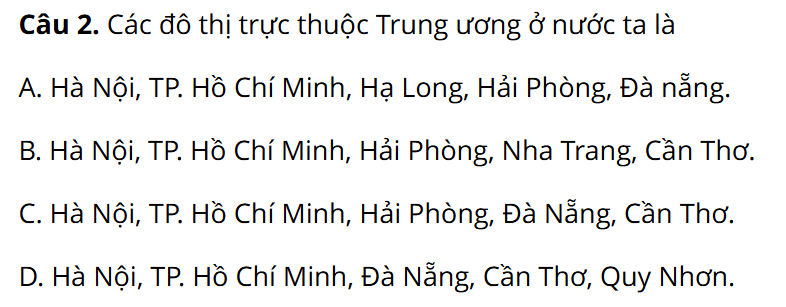 Câu 2. Các đô thị trực thuộc Trung ương ở nước ta là
A. Hà Nội, TP. Hồ Chí Minh, Hạ Long, Hải Phòng, Đà nẵng.
B. Hà Nội, TP. Hồ Chí Minh, Hải Phòng, Nha Trang, Cần Thơ.
C. Hà Nội, TP. Hồ Chí Minh, Hải Phòng, Đà Nẵng, Cần Thơ.
D. Hà Nội, TP. Hồ Chí Minh, Đà Nẵng, Cần Thơ, Quy Nhơn.